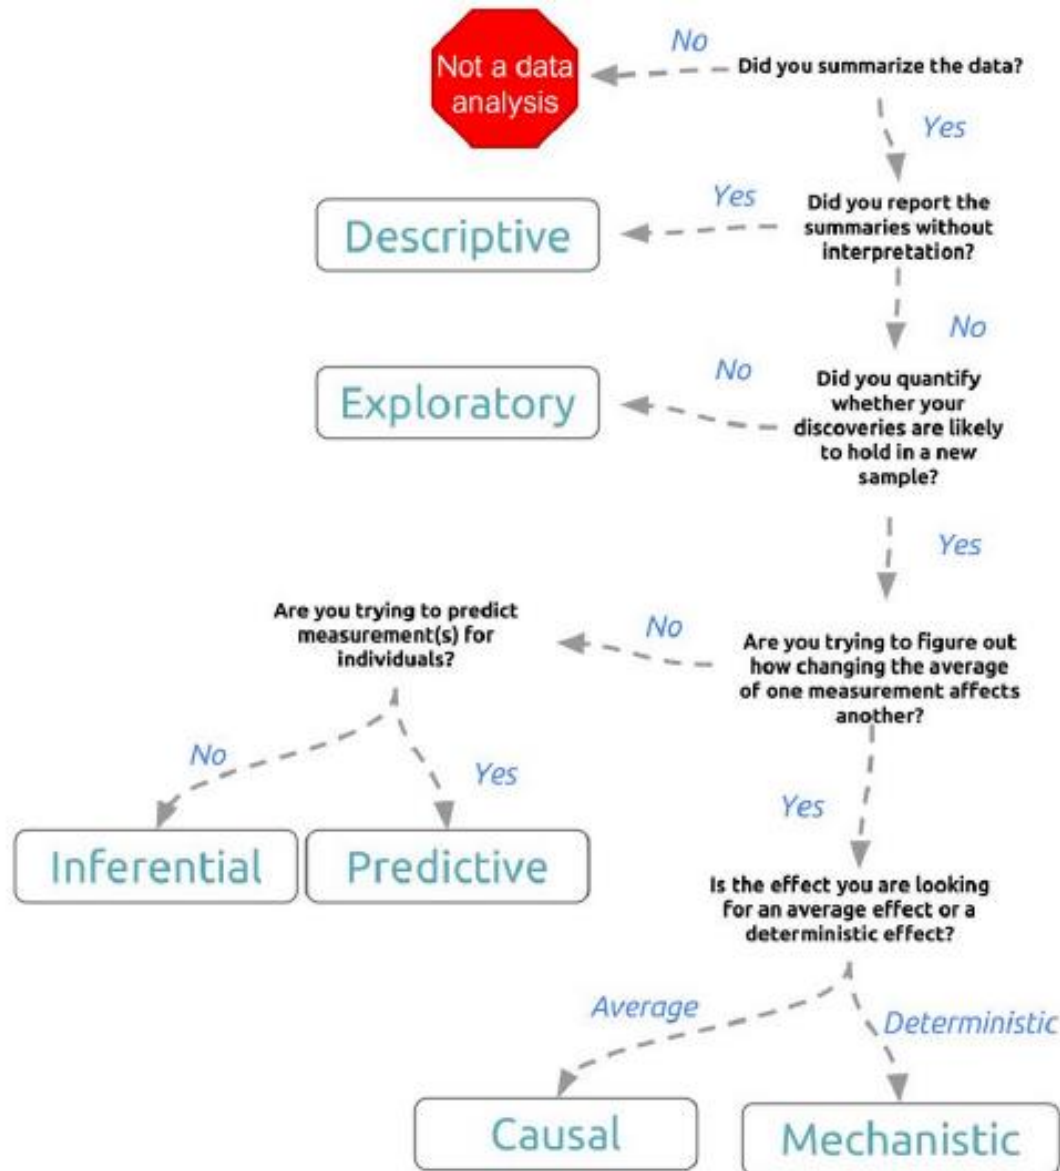 No
Not a data
analysis
Did you summarize the data?
Yes
Yes
Did you report the
summaries without
interpretation?
Descriptive
No
No
Did you quantify
whether your
discoveries are likely
to hold in a new
sample?
Exploratory
Yes
Are you trying to predict
measurement(s) for
individuals?
No
Are you trying to figure out
how changing the average
of one measurement affects
another?
No
Yes
Yes
Inferential
Predictive
Is the effect you are looking
for an average effect or a
deterministic effect?
Average
Deterministic
Causal
Mechanistic